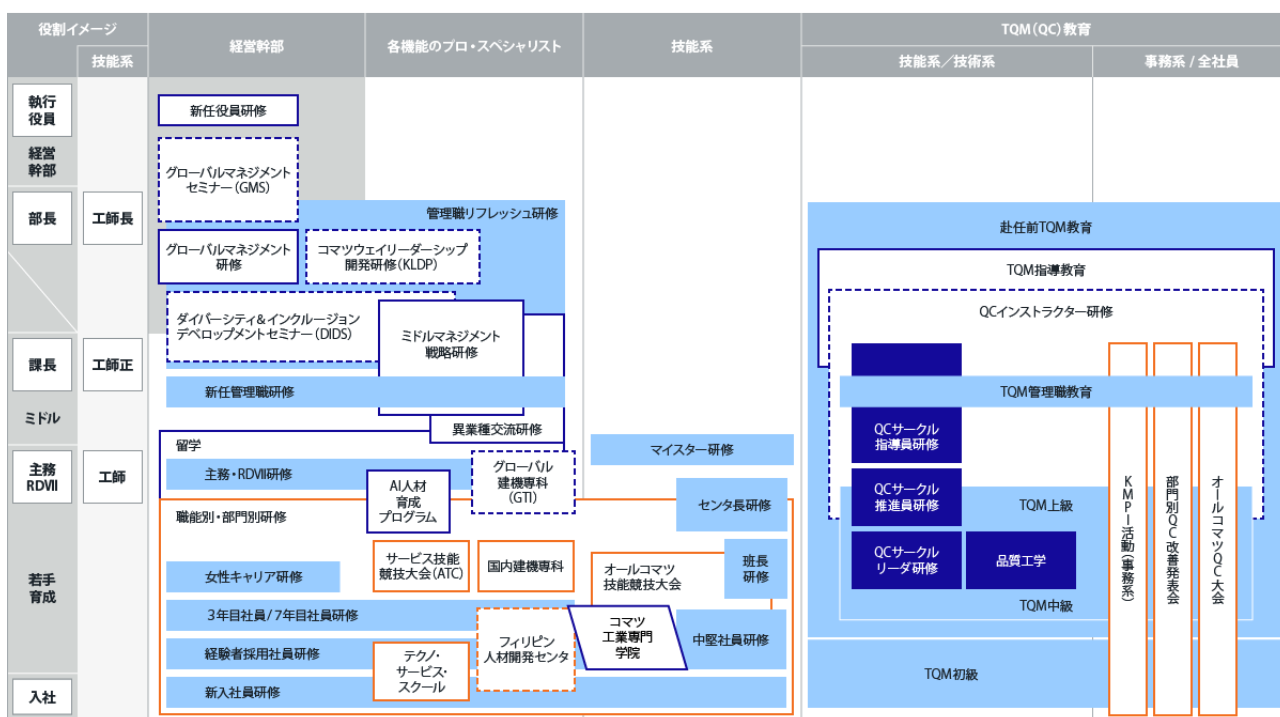 役割イメージ
技能系
経営幹部
各機能のプロ・スペシャリスト
技能系
TQM(QC)教育
技能系／技術系
事務系 / 全社員
執行
役員
経営
幹部
部長
工師長
課長
工師正
ミドル
主務
RDVII
工師
若手
育成
入社
新任役員研修
グローバルマネジメント
セミナー(GMS)
管理職リフレッシュ研修
グローバルマネジメント
研修
コマツウェイリーダーシップ
開発研修(KLDP)
ダイバーシティ&インクルージョン
デベロップメントセミナー(DIDS)
ミドルマネジメント
戦略研修
新任管理職研修
異業種交流研修
留学
主務・RDVII研修
グローバル
建機専科
(GTI)
AI人材
育成
プログラム
職能別・部門別研修
サービス技能
競技大会(ATC)
国内建機専科
女性キャリア研修
3年目社員/7年目社員研修
経験者採用社員研修
フィリピン
人材開発センタ
テクノ・
サービス・
スクール
新入社員研修
マイスター研修
センタ長研修
オールコマツ
技能競技大会
班長
研修
コマツ
工業専門
学院
中堅社員研修
赴任前TQM教育
TQM指導教育
QCインストラクター研修
TQM管理職教育
QCサークル
指導員研修
QCサークル
推進員研修
TQM上級
QCサークル
リーダ研修
品質工学
TQM中級
TQM初級
KMPI活動(事務系)
部門別QC改善発表会
オールコマツQC大会